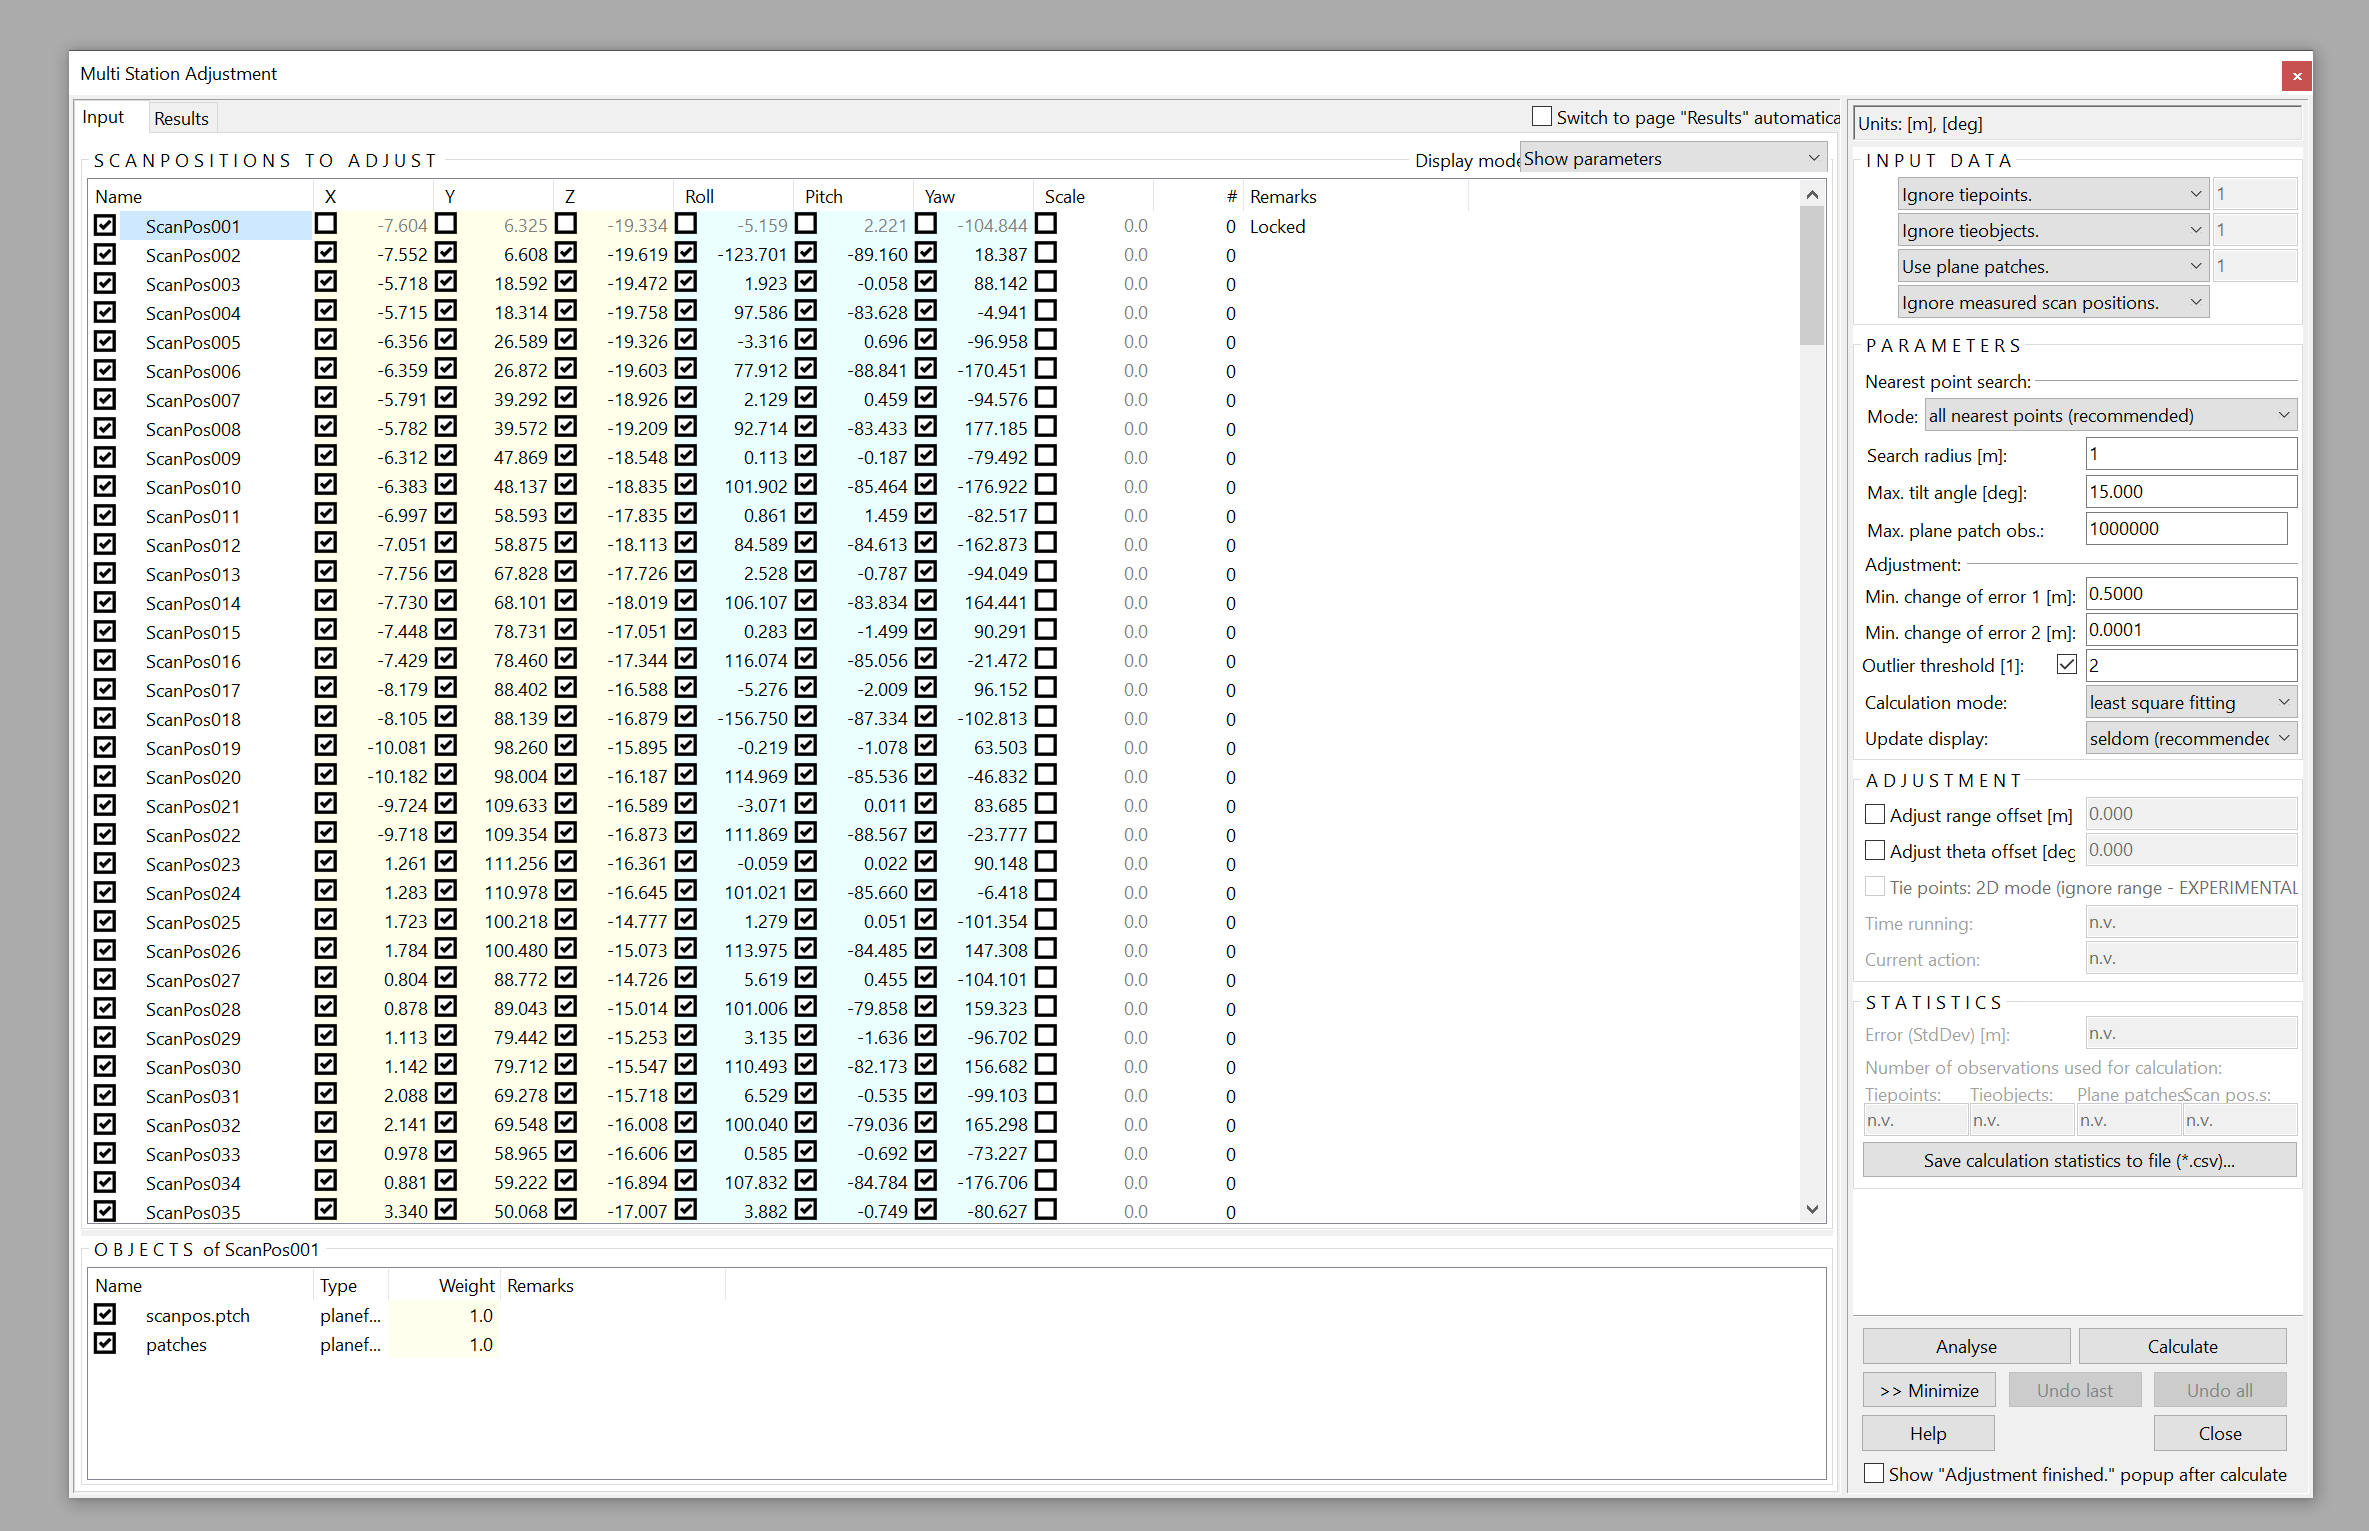 Multi Station Adjustment
x
Input Results Switch to page "Results" automatica
SCANPOSITIONS TO ADJUST Display mode Show parameters
Name X Y Z Roll Pitch Yaw Scale # Remarks
ScanPos001 -7.604 6.325 -19.334 -5.159 2.221 -104.844 0.0 0 Locked
ScanPos002 -7.552 6.608 -19.619 -123.701 -89.160 18.387 0.0 0
ScanPos003 -5.718 18.592 -19.472 1.923 -0.058 88.142 0.0 0
ScanPos004 -5.715 18.314 -19.758 97.586 -83.628 -4.941 0.0 0
ScanPos005 -6.356 26.589 -19.326 -3.316 0.696 -96.958 0.0 0
ScanPos006 -6.359 26.872 -19.603 77.912 -88.841 -170.451 0.0 0
ScanPos007 -5.791 39.292 -18.926 2.129 0.459 -94.576 0.0 0
ScanPos008 -5.782 39.572 -19.209 92.714 -83.433 177.185 0.0 0
ScanPos009 -6.312 47.869 -18.548 0.113 -0.187 -79.492 0.0 0
ScanPos010 -6.383 48.137 -18.835 101.902 -85.464 -176.922 0.0 0
ScanPos011 -6.997 58.593 -17.835 0.861 1.459 -82.517 0.0 0
ScanPos012 -7.051 58.875 -18.113 84.589 -84.613 -162.873 0.0 0
ScanPos013 -7.756 67.828 -17.726 2.528 -0.787 -94.049 0.0 0
ScanPos014 -7.730 68.101 -18.019 106.107 -83.834 164.441 0.0 0
ScanPos015 -7.448 78.731 -17.051 0.283 -1.499 90.291 0.0 0
ScanPos016 -7.429 78.460 -17.344 116.074 -85.056 -21.472 0.0 0
ScanPos017 -8.179 88.402 -16.588 -5.276 -2.009 96.152 0.0 0
ScanPos018 -8.105 88.139 -16.879 -156.750 -87.334 -102.813 0.0 0
ScanPos019 -10.081 98.260 -15.895 -0.219 -1.078 63.503 0.0 0
ScanPos020 -10.182 98.004 -16.187 114.969 -85.536 -46.832 0.0 0
ScanPos021 -9.724 109.633 -16.589 -3.071 0.011 83.685 0.0 0
ScanPos022 -9.718 109.354 -16.873 111.869 -88.567 -23.777 0.0 0
ScanPos023 1.261 111.256 -16.361 -0.059 0.022 90.148 0.0 0
ScanPos024 1.283 110.978 -16.645 101.021 -85.660 -6.418 0.0 0
ScanPos025 1.723 100.218 -14.777 1.279 0.051 -101.354 0.0 0
ScanPos026 1.784 100.480 -15.073 113.975 -84.485 147.308 0.0 0
ScanPos027 0.804 88.772 -14.726 5.619 0.455 -104.101 0.0 0
ScanPos028 0.878 89.043 -15.014 101.006 -79.858 159.323 0.0 0
ScanPos029 1.113 79.442 -15.253 3.135 -1.636 -96.702 0.0 0
ScanPos030 1.142 79.712 -15.547 110.493 -82.173 156.682 0.0 0
ScanPos031 2.088 69.278 -15.718 6.529 -0.535 -99.103 0.0 0
ScanPos032 2.141 69.548 -16.008 100.040 -79.036 165.298 0.0 0
ScanPos033 0.978 58.965 -16.606 0.585 -0.692 -73.227 0.0 0
ScanPos034 0.881 59.222 -16.894 107.832 -84.784 -176.706 0.0 0
ScanPos035 3.340 50.068 -17.007 3.882 -0.749 -80.627 0.0 0
OBJECTS of ScanPos001
Name Type Weight Remarks
scanpos.ptch planef... 1.0
patches planef... 1.0
Units: [m], [deg]
INPUT DATA
Ignore tiepoints. 1
Ignore tieobjects. 1
Use plane patches. 1
Ignore measured scan positions.
PARAMETERS
Nearest point search:
Mode: all nearest points (recommended)
Search radius [m]: 1
Max. tilt angle [deg]: 15.000
Max. plane patch obs.: 1000000
Adjustment:
Min. change of error 1 [m]: 0.5000
Min. change of error 2 [m]: 0.0001
Outlier threshold [1]: 2
Calculation mode: least square fitting
Update display: seldom (recommended
ADJUSTMENT
Adjust range offset [m] 0.000
Adjust theta offset [deg 0.000
Tie points: 2D mode (ignore range - EXPERIMENTAL
Time running: n.v.
Current action: n.v.
STATISTICS
Error (StdDev) [m]: n.v.
Number of observations used for calculation:
Tiepoints: Tieobjects: Plane patches Scan pos.s:
n.v. n.v. n.v. n.v.
Save calculation statistics to file (*.csv)...
Analyse Calculate
>> Minimize Undo last Undo all
Help Close
Show "Adjustment finished." popup after calculate